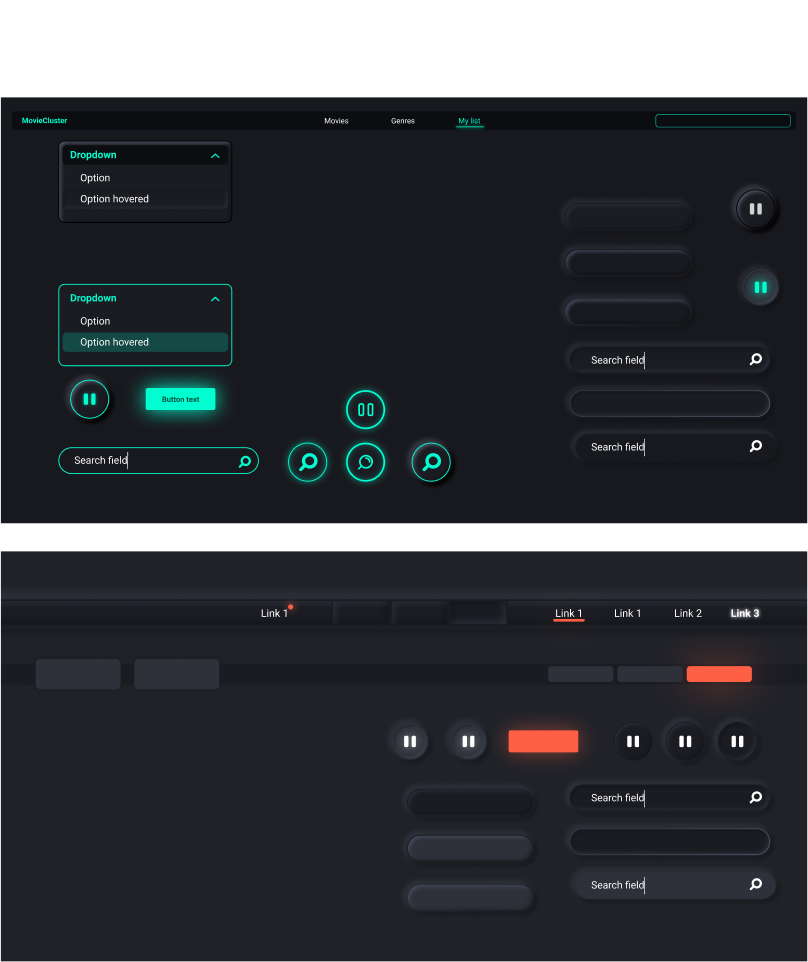 MovieCluster Movies Genres My list
Dropdown
Option
Option hovered
Dropdown
Option
Option hovered
Button text
Search field
Search field
Search field
Link 1 Link 1 Link 1 Link 2 Link 3
Search field
Search field